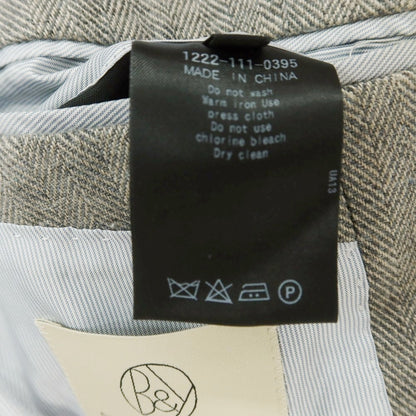 1222-111-0395
MADE IN CHINA
Do not wash
Warm iron Use
press cloth
Do not use
chlorine bleach
Dry clean
UA13
P
B&Y